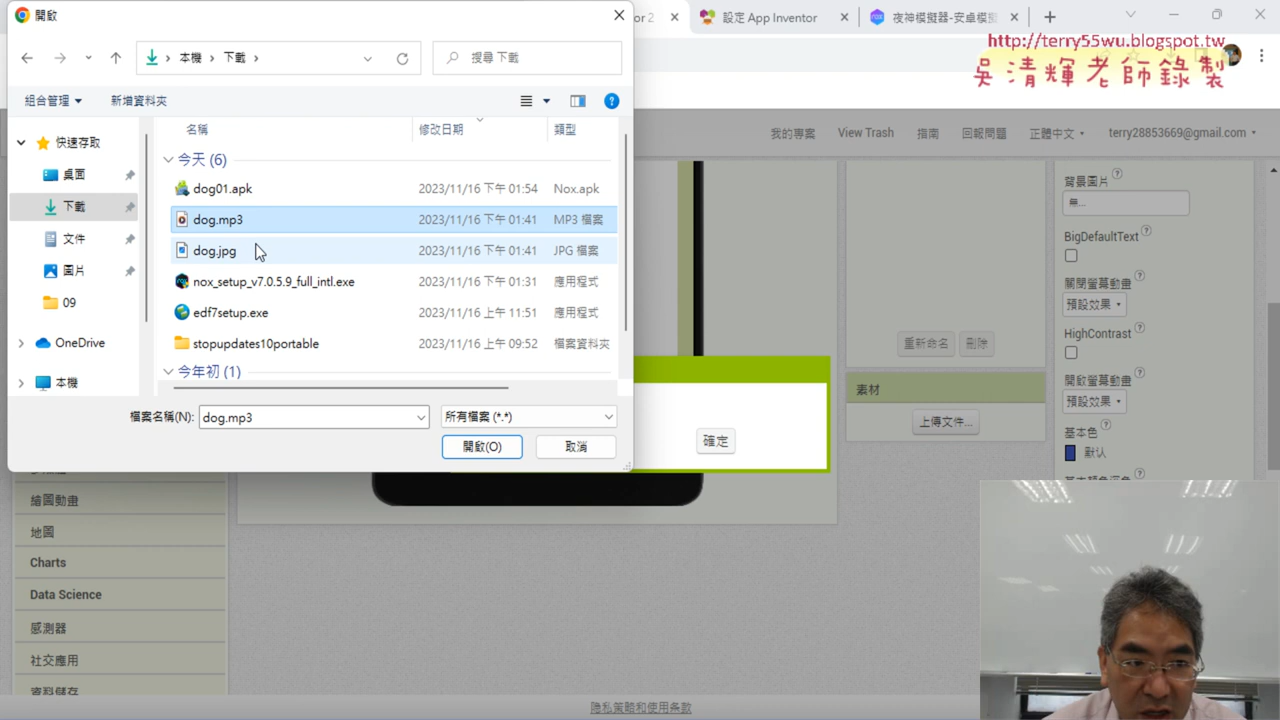 開啟
or 2
設定 App Inventor
夜神模擬器-安卓模擬
http://terry55wu.blogspot.tw
吳清輝老師錄製
本機
下載
搜尋 下載
組合管理
新增資料夾
名稱
修改日期
類型
快速存取
桌面
下載
文件
圖片
09
OneDrive
本機
今天 (6)
dog01.apk 2023/11/16 下午 01:54 Nox.apk
dog.mp3 2023/11/16 下午 01:41 MP3 檔案
dog.jpg 2023/11/16 下午 01:41 JPG 檔案
nox_setup_v7.0.5.9_full_intl.exe 2023/11/16 下午 01:31 應用程式
edf7setup.exe 2023/11/16 上午 11:51 應用程式
stopupdates10portable 2023/11/16 上午 09:52 檔案資料夾
今年初 (1)
檔案名稱(N):
dog.mp3
所有檔案 (*.*)
開啟(O)
取消
我的專案
View Trash
指南
回報問題
正體中文
terry28853669@gmail.com
重新命名
刪除
素材
上傳文件...
確定
背景圖片
無...
BigDefaultText
關閉螢幕動畫
預設效果
HighContrast
開啟螢幕動畫
預設效果
基本色
默认
繪圖動畫
地圖
Charts
Data Science
感測器
社交應用
資料儲存
隐私策略和使用条款